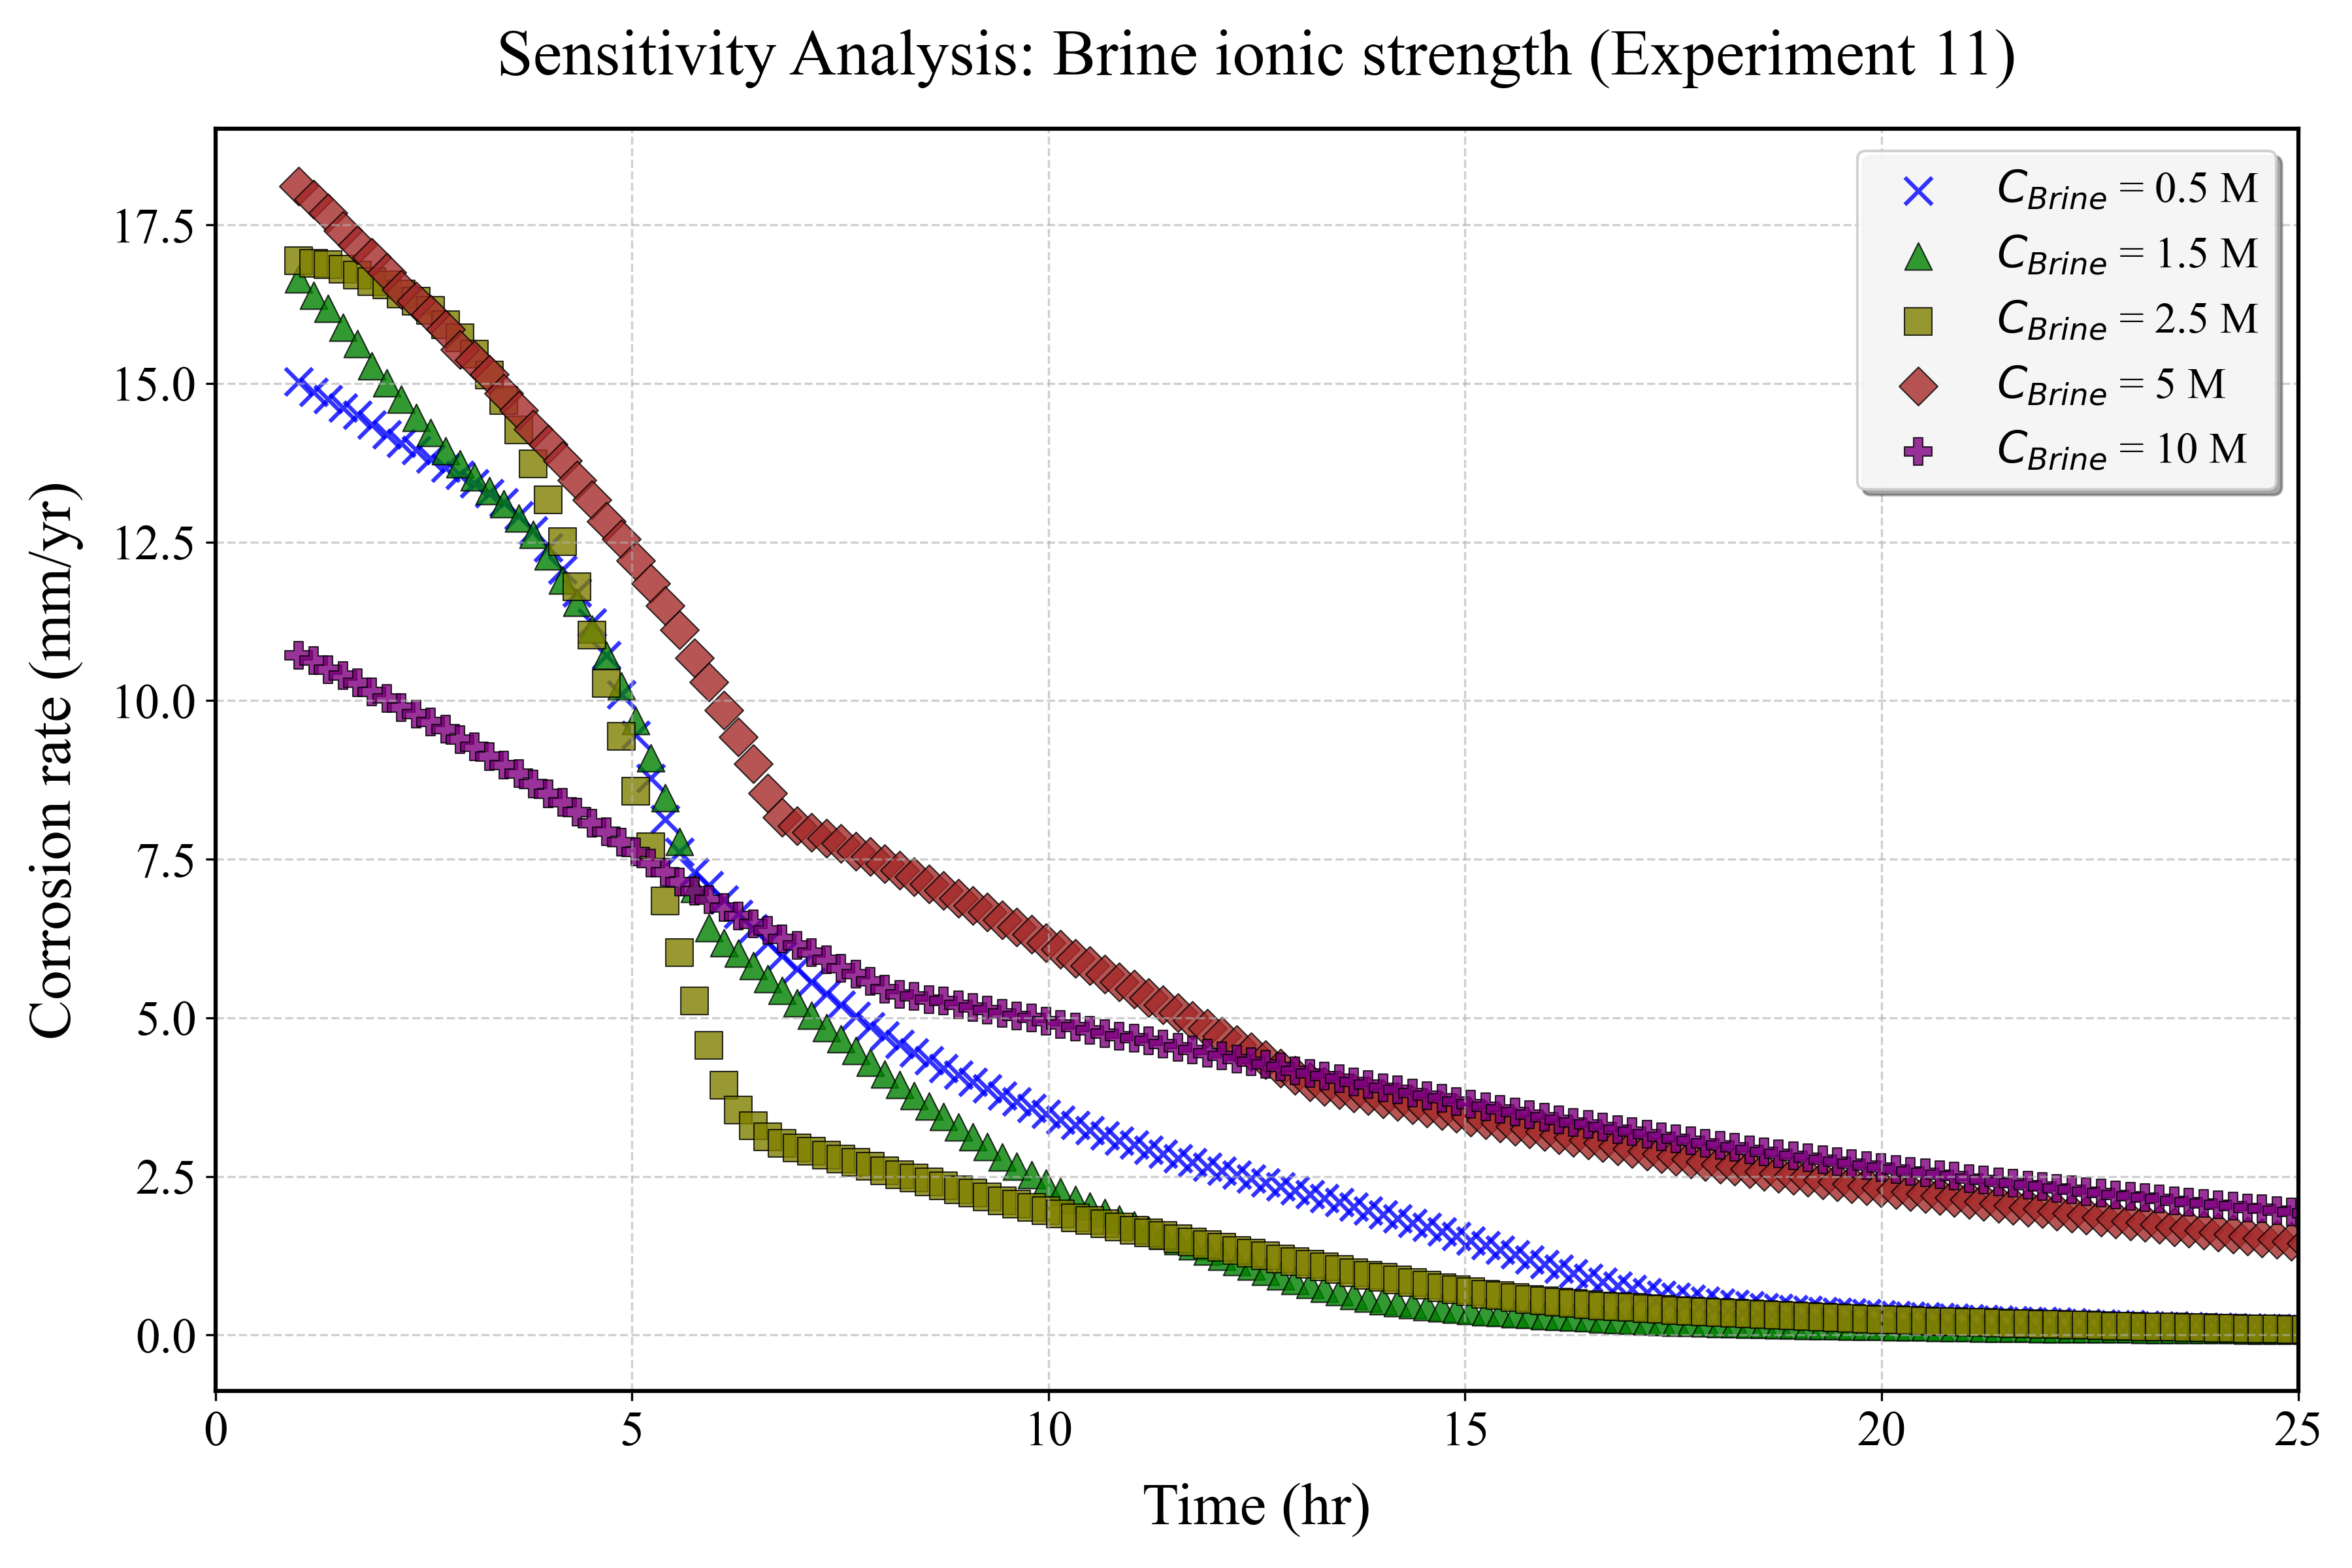 Sensitivity Analysis: Brine ionic strength (Experiment 11)
Corrosion rate (mm/yr)
17.5
15.0
12.5
10.0
7.5
5.0
2.5
0.0
C_Brine = 0.5 M
C_Brine = 1.5 M
C_Brine = 2.5 M
C_Brine = 5 M
C_Brine = 10 M
0 5 10 15 20 25
Time (hr)